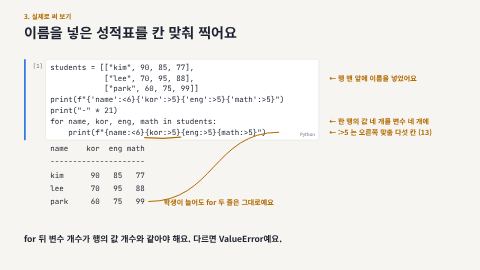 3. 실제로 써 보기
이름을 넣은 성적표를 칸 맞춰 찍어요
[1]
students = [["kim", 90, 85, 77],
["lee", 70, 95, 88],
["park", 60, 75, 99]]
print(f"{'name':<6}{'kor':>5}{'eng':>5}{'math':>5}")
print("-" * 21)
for name, kor, eng, math in students:
print(f"{name:<6}{kor:>5}{eng:>5}{math:>5}")
Python
← 행 맨 앞에 이름을 넣었어요
← 한 행의 값 네 개를 변수 네 개에
← :>5 는 오른쪽 맞춤 다섯 칸 (13)
name kor eng math
---------------------
kim 90 85 77
lee 70 95 88
park 60 75 99
학생이 늘어도 for 두 줄은 그대로예요
for 뒤 변수 개수가 행의 값 개수와 같아야 해요. 다르면 ValueError예요.